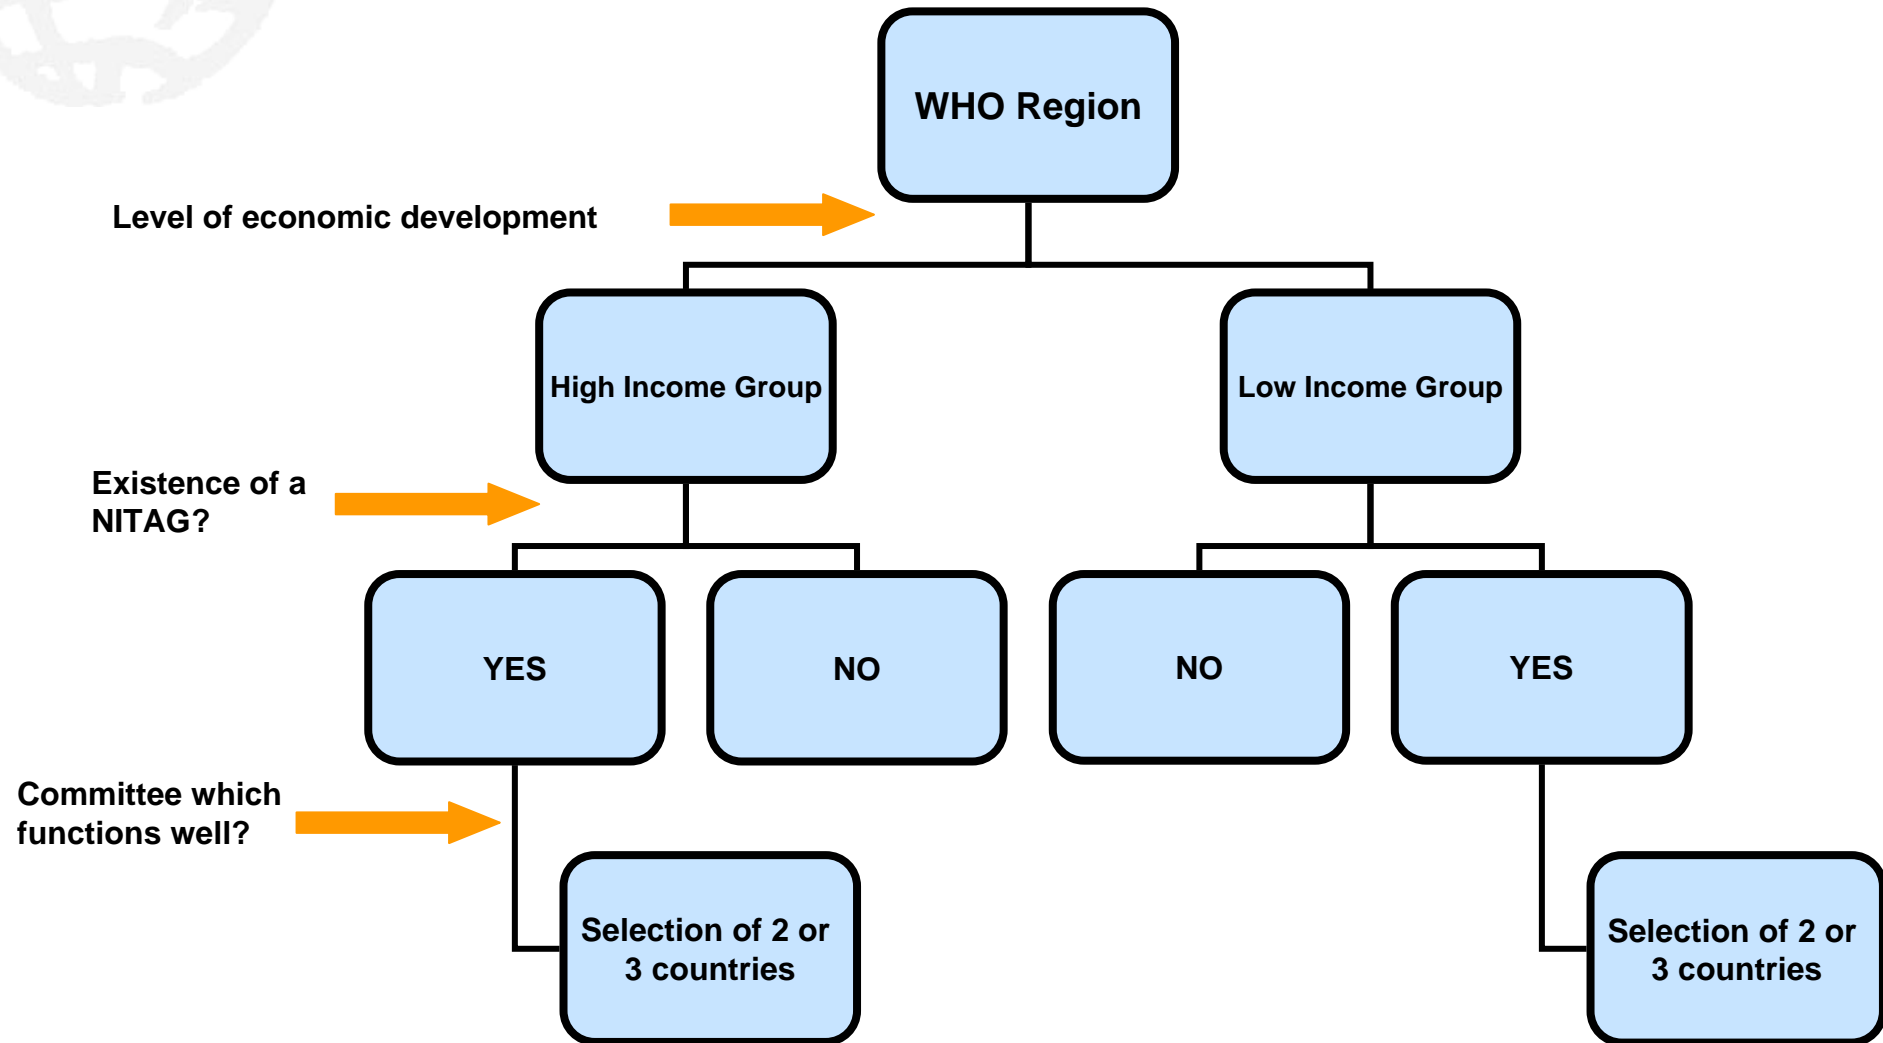 WHO Region
Level of economic development
High Income Group
Low Income Group
Existence of a
NITAG?
YES
NO
NO
YES
Committee which
functions well?
Selection of 2 or
3 countries
Selection of 2 or
3 countries